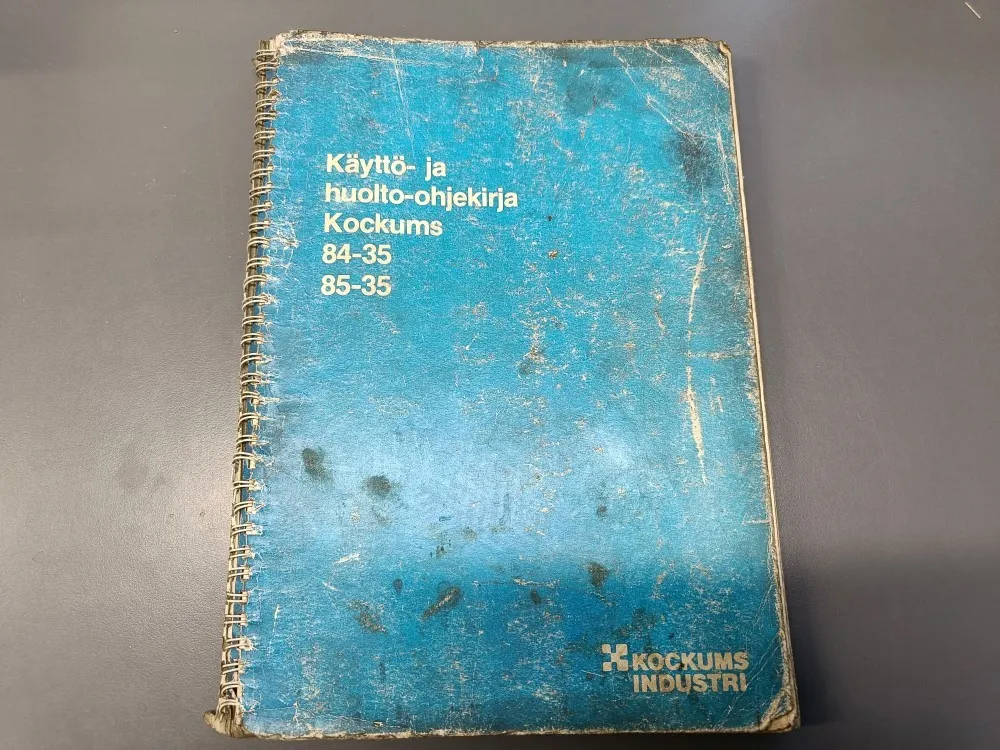 Käyttö- ja
huolto-ohjekirja
Kockums
84-35
85-35
KOCKUMS
INDUSTRI